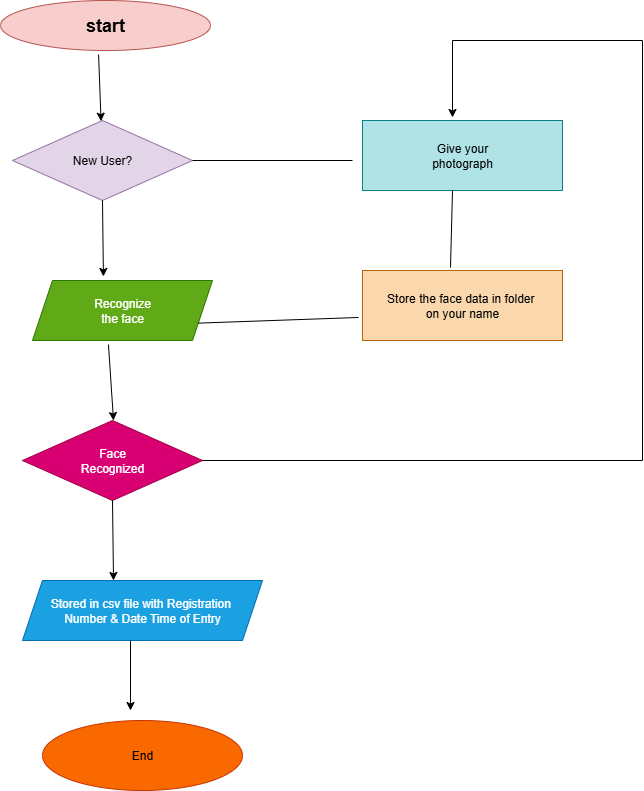 start
New User?
Give your
photograph
Recognize
the face
Store the face data in folder
on your name
Face
Recognized
Stored in csv file with Registration
Number & Date Time of Entry
End